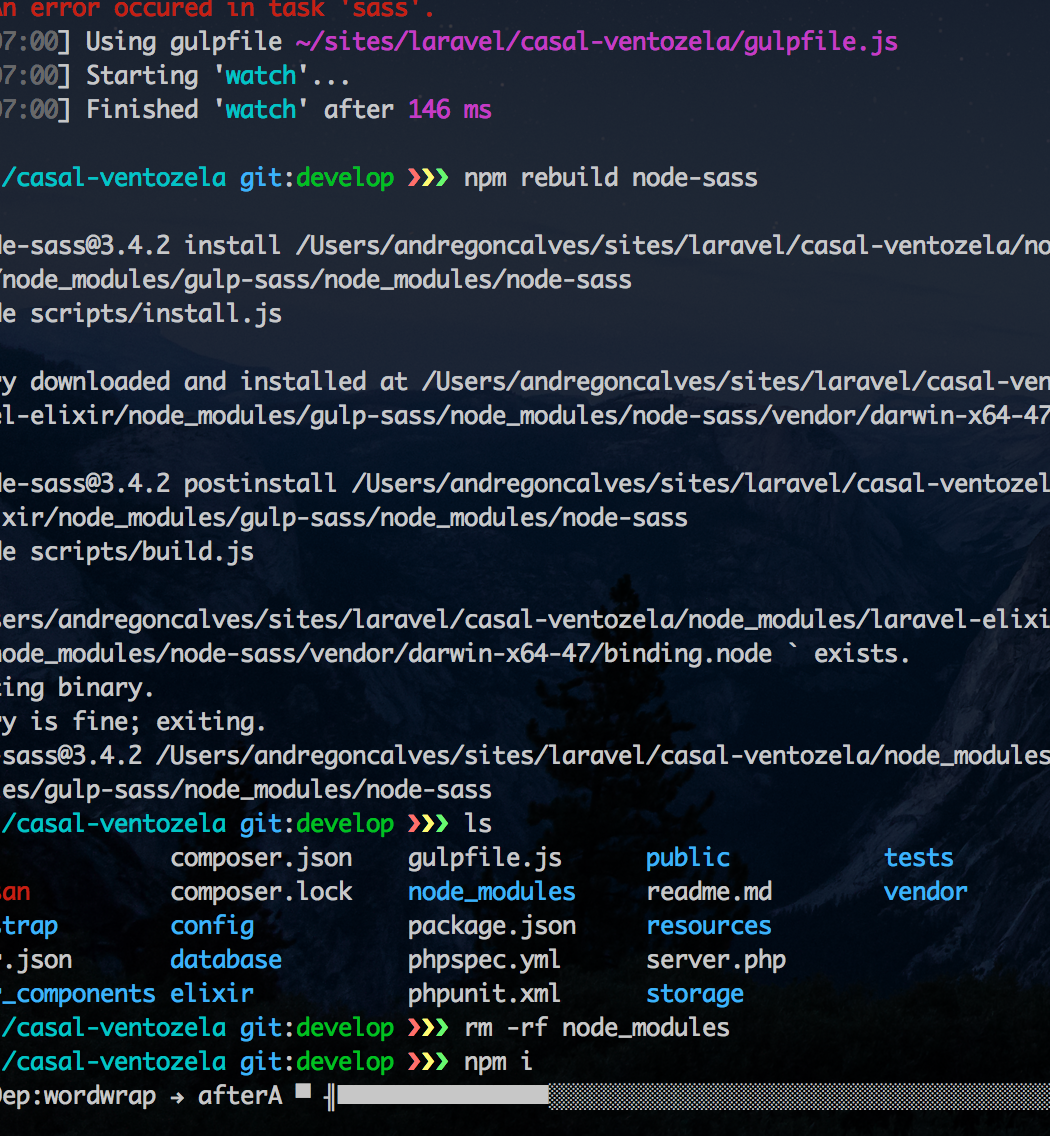 An error occured in task 'sass'.
07:00] Using gulpfile ~/sites/laravel/casal-ventozela/gulpfile.js
07:00] Starting 'watch'...
07:00] Finished 'watch' after 146 ms
/casal-ventozela git:develop ❯❯❯ npm rebuild node-sass
de-sass@3.4.2 install /Users/andregoncalves/sites/laravel/casal-ventozela/no
/node_modules/gulp-sass/node_modules/node-sass
de scripts/install.js
ry downloaded and installed at /Users/andregoncalves/sites/laravel/casal-ven
el-elixir/node_modules/gulp-sass/node_modules/node-sass/vendor/darwin-x64-47
de-sass@3.4.2 postinstall /Users/andregoncalves/sites/laravel/casal-ventozel
ixir/node_modules/gulp-sass/node_modules/node-sass
de scripts/build.js
sers/andregoncalves/sites/laravel/casal-ventozela/node_modules/laravel-elixi
node_modules/node-sass/vendor/darwin-x64-47/binding.node ` exists.
ting binary.
ry is fine; exiting.
-sass@3.4.2 /Users/andregoncalves/sites/laravel/casal-ventozela/node_modules
les/gulp-sass/node_modules/node-sass
/casal-ventozela git:develop ❯❯❯ ls
composer.json gulpfile.js public tests
san composer.lock node_modules readme.md vendor
strap config package.json resources
r.json database phpspec.yml server.php
r_components elixir phpunit.xml storage
/casal-ventozela git:develop ❯❯❯ rm -rf node_modules
/casal-ventozela git:develop ❯❯❯ npm i
Dep:wordwrap → afterA ▀ ╢